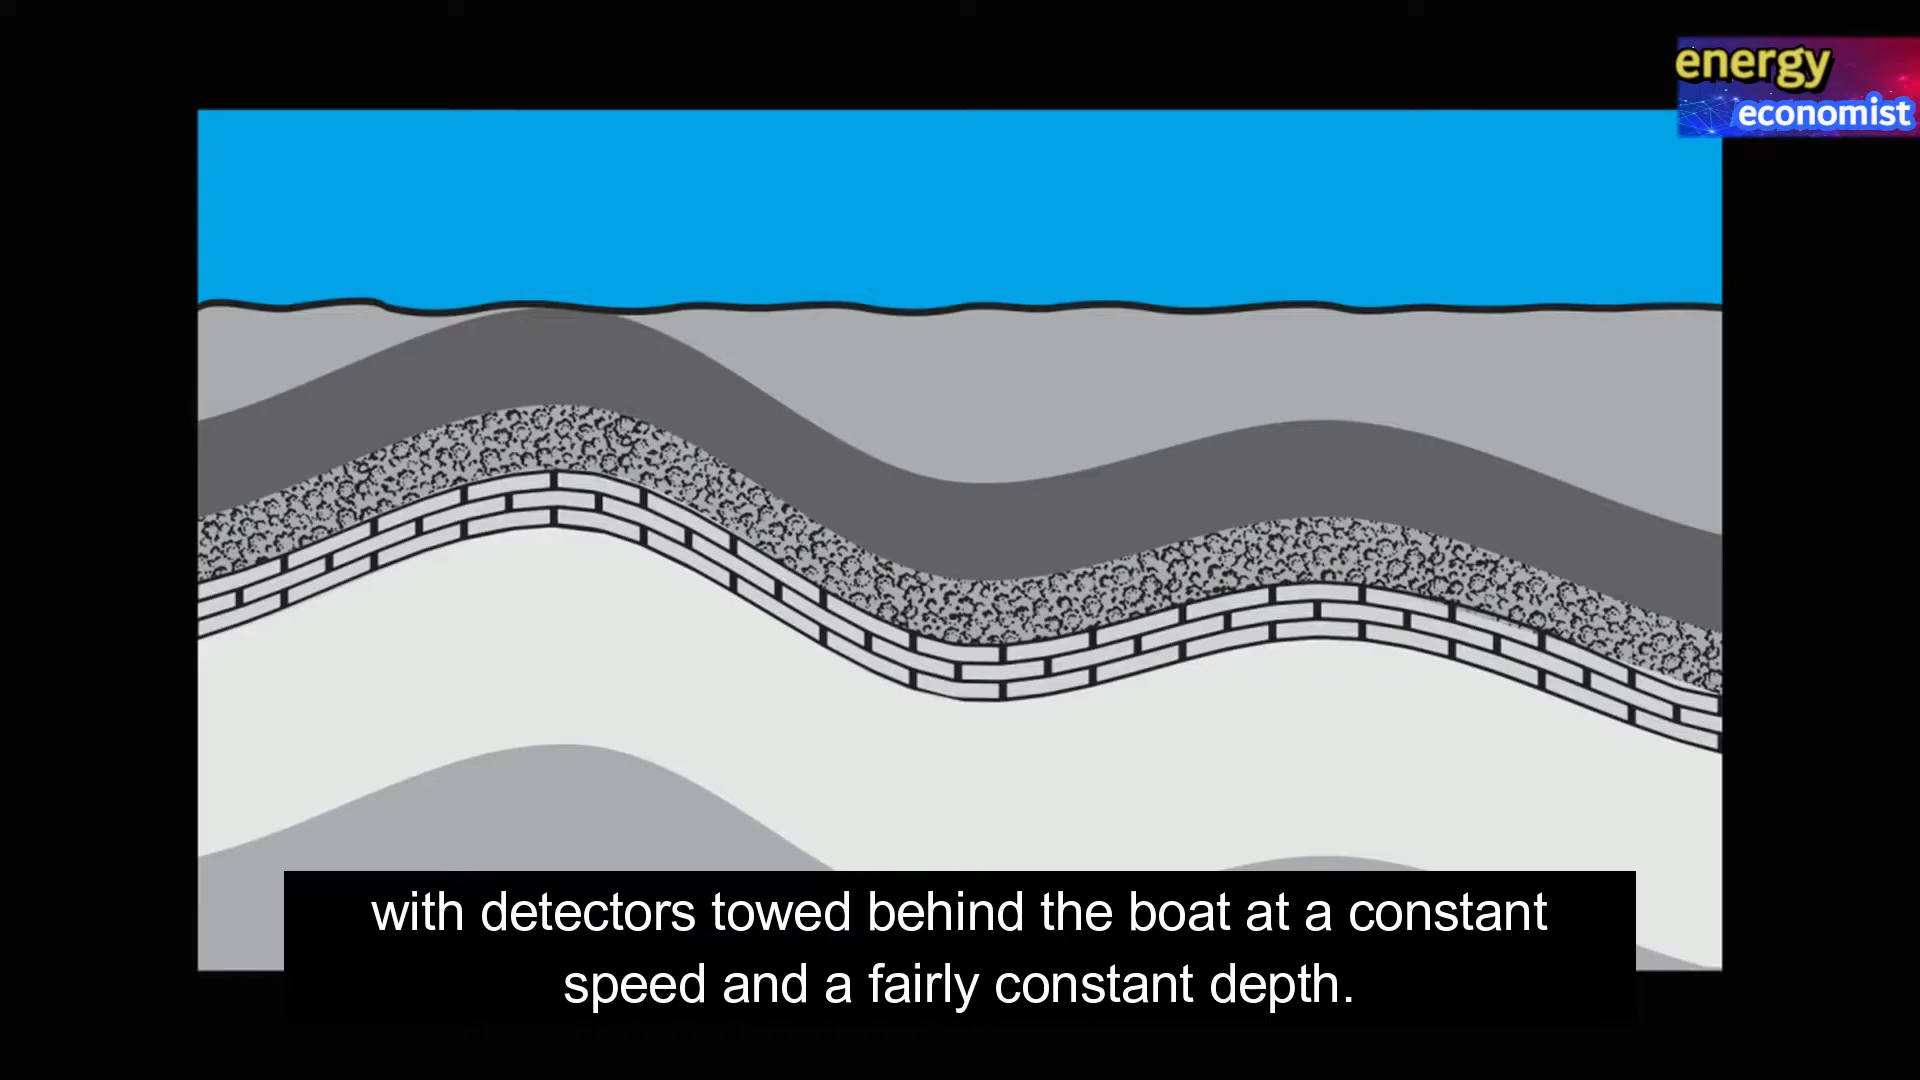 energy
economist
with detectors towed behind the boat at a constant
speed and a fairly constant depth.